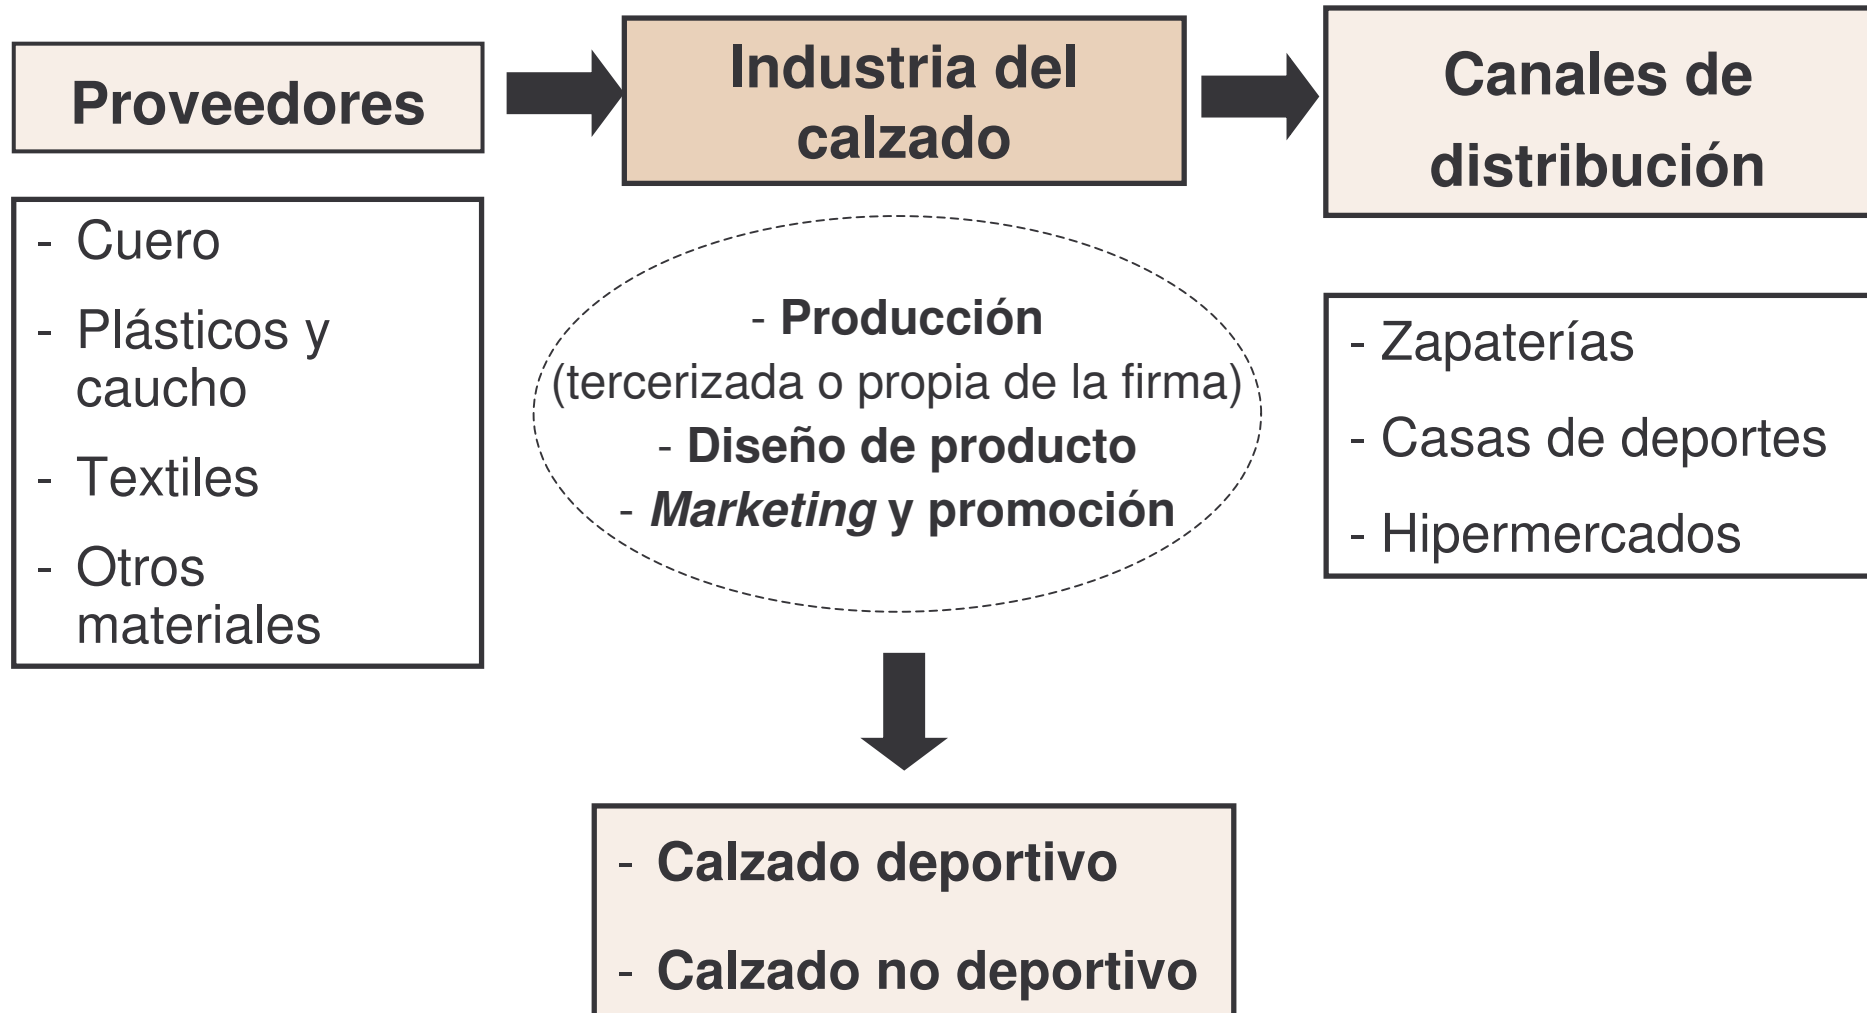 Proveedores
- Cuero
- Plásticos y
caucho
- Textiles
- Otros
materiales
Industria del
calzado
- Producción
(tercerizada o propia de la firma)
- Diseño de producto
- Marketing y promoción
- Calzado deportivo
- Calzado no deportivo
Canales de
distribución
- Zapaterías
- Casas de deportes
- Hipermercados